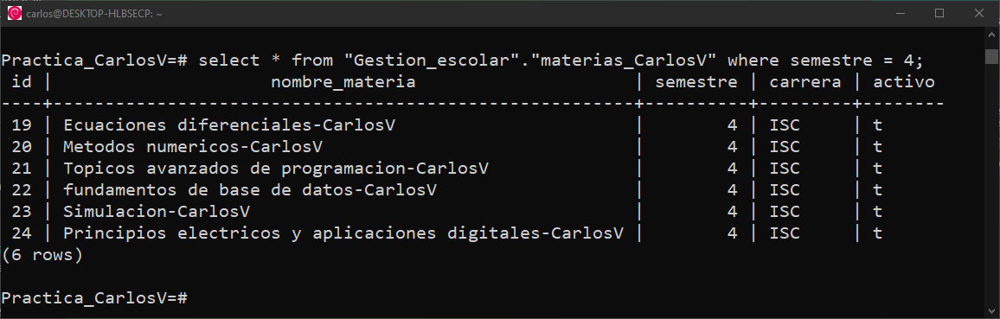 carlos@DESKTOP-HLBSECP: ~
Practica_CarlosV=# select * from "Gestion_escolar"."materias_CarlosV" where semestre = 4;
 id |                     nombre_materia                     | semestre | carrera | activo
----+--------------------------------------------------------+----------+---------+--------
 19 | Ecuaciones diferenciales-CarlosV                       |        4 | ISC     | t
 20 | Metodos numericos-CarlosV                              |        4 | ISC     | t
 21 | Topicos avanzados de programacion-CarlosV              |        4 | ISC     | t
 22 | fundamentos de base de datos-CarlosV                   |        4 | ISC     | t
 23 | Simulacion-CarlosV                                     |        4 | ISC     | t
 24 | Principios electricos y aplicaciones digitales-CarlosV |        4 | ISC     | t
(6 rows)
Practica_CarlosV=#